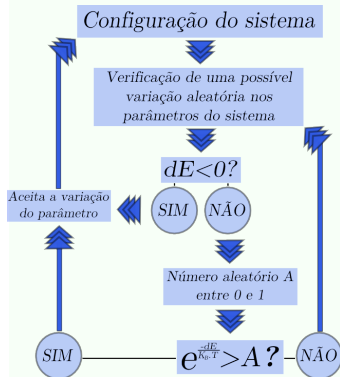 Configuração do sistema
Verificação de uma possível
variação aleatória nos
parâmetros do sistema
dE<0?
Aceita a variação
do parâmetro
SIM
NÃO
Número aleatório A
entre 0 e 1
SIM
e^(-dE/K₀.T)>A?
NÃO